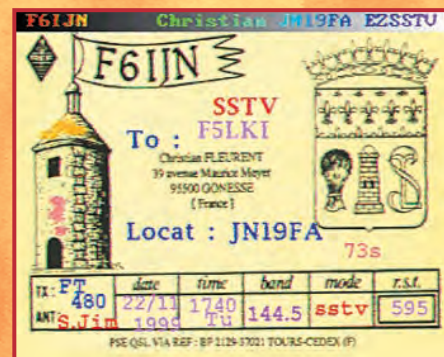 F6IJN Christian JN19FA EZSSTV
F6IJN
SSTV
To : F5LKI
Christian FLEURENT
39 avenue Maurice Meyer
95500 GONESSE
( France )
Locat : JN19FA
73s
TX: FT 480
ANT S.Jim
date time band mode r.s.t.
22/11 1999 1740 Tu 144.5 sstv 595
PSE QSL VIA REF : BP 2129-37021 TOURS-CEDEX (F)